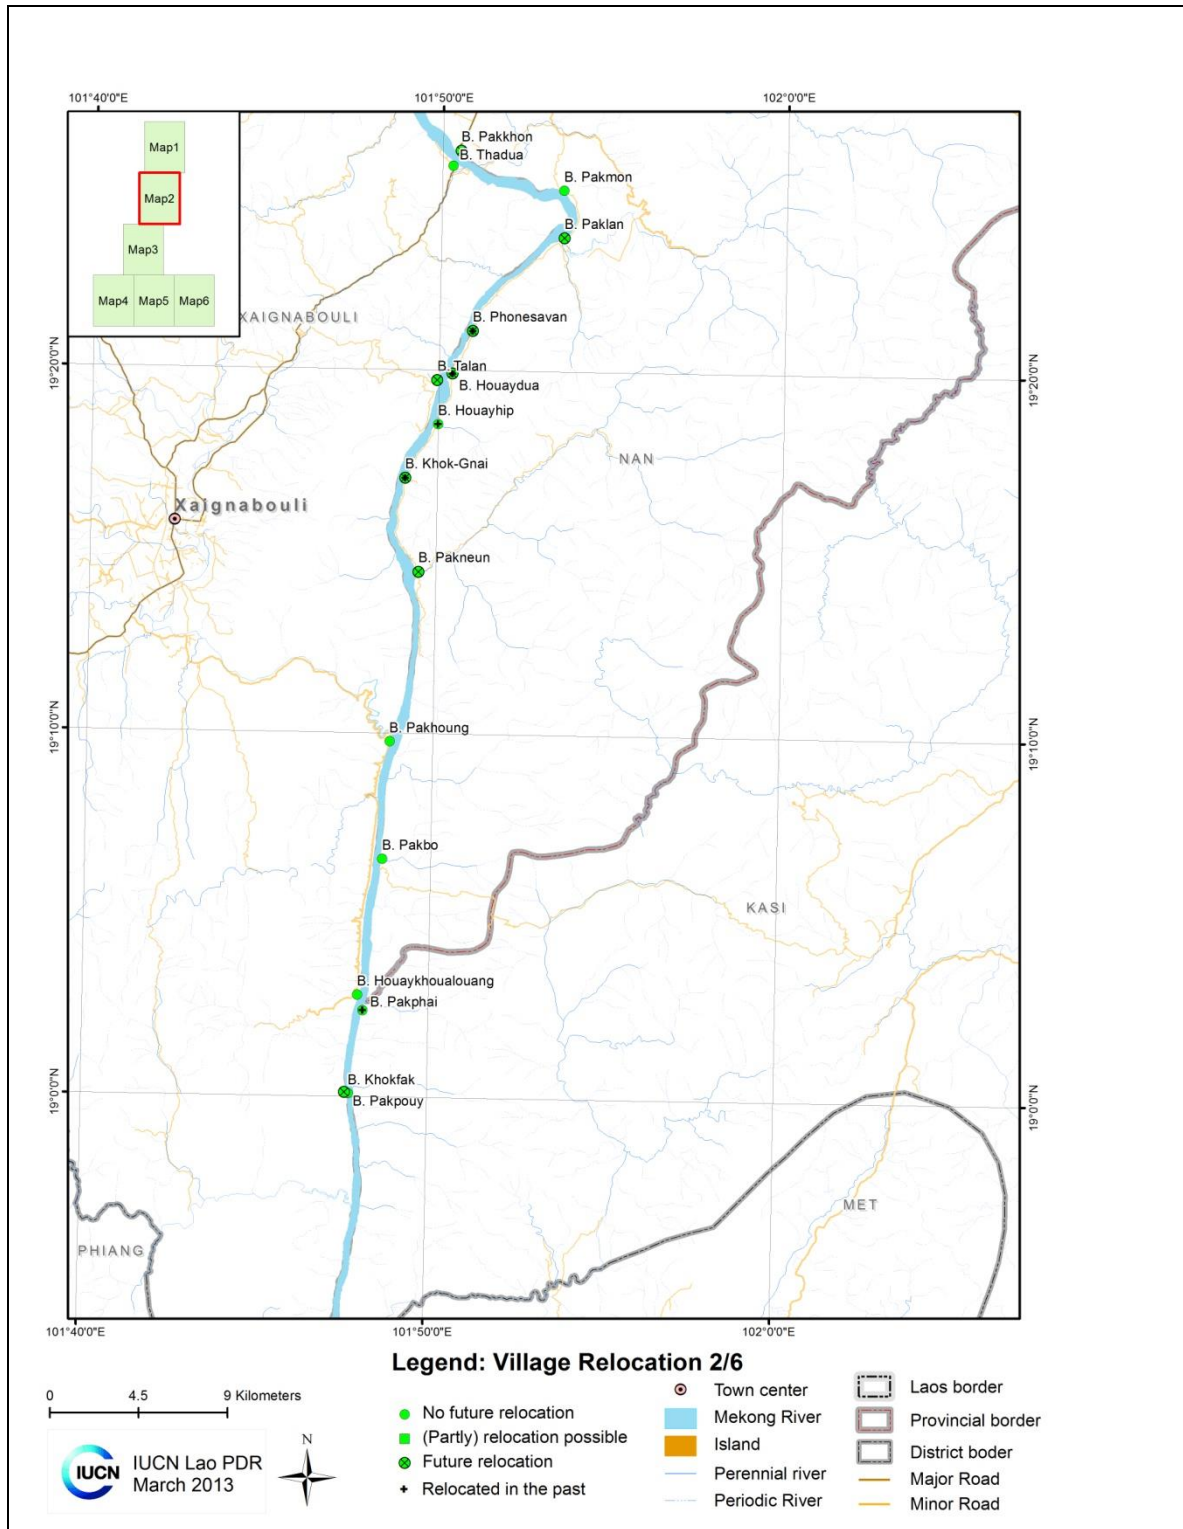 101°40'0"E
101°50'0"E
102°0'0"E
Map1
Map2
Map3
Map4
Map5
Map6
B. Pakkhon
B. Thadua
B. Pakmon
B. Paklan
XAIGNABOULI
B. Phonesavan
19°20'0"N
19°20'0"N
B. Talan
B. Houaydua
B. Houayhip
NAN
B. Khok-Gnai
Xaignabouli
B. Pakneun
B. Pakhoung
19°10'0"N
19°10'0"N
B. Pakbo
KASI
B. Houaykhoualouang
B. Pakphai
B. Khokfak
B. Pakpouy
19°0'0"N
19°0'0"N
MET
PHIANG
101°40'0"E
101°50'0"E
102°0'0"E
Legend: Village Relocation 2/6
0 4.5 9 Kilometers
No future relocation
(Partly) relocation possible
Future relocation
Relocated in the past
Town center
Mekong River
Island
Perennial river
Periodic River
Laos border
Provincial border
District boder
Major Road
Minor Road
IUCN
IUCN Lao PDR
March 2013
N